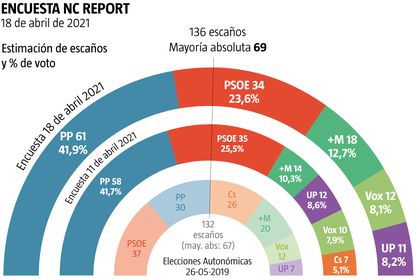 ENCUESTA NC REPORT
18 de abril de 2021
Estimación de escaños
y % de voto
136 escaños
Mayoría absoluta 69
Encuesta 18 de abril 2021
PP 61
41,9%
PSOE 34
23,6%
+M 18
12,7%
Vox 12
8,1%
UP 11
8,2%
Encuesta 11 de abril 2021
PP 58
41,7%
PSOE 35
25,5%
+M 14
10,3%
UP 12
8,6%
Vox 10
7,9%
Cs 7
5,1%
PSOE
37
PP
30
Cs
26
+M
20
Vox
12
UP 7
132
escaños
(may. abs: 67)
Elecciones Autonómicas
26-05-2019